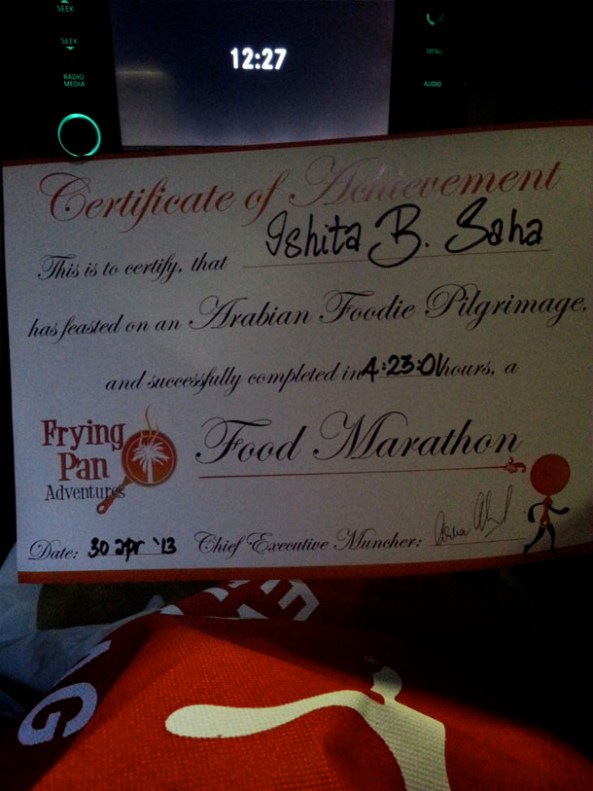 SEEK
SEEK
RADIO
MEDIA
MENU
AUDIO
12:27
Certificate of Achievement
This is to certify, that Ishita B. Saha
has feasted on an Arabian Foodie Pilgrimage,
and successfully completed in 4:23:01 hours, a
Frying
Pan
Adventures
Food Marathon
Date: 30 apr '13 Chief Executive Muncher:
G